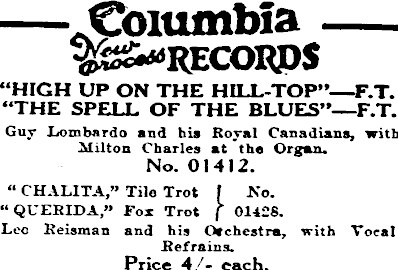 Columbia
New process RECORDS
"HIGH UP ON THE HILL-TOP"—F.T.
"THE SPELL OF THE BLUES"—F.T.
Guy Lombardo and his Royal Canadians, with
Milton Charles at the Organ.
No. 01412.
"CHALITA," Tile Trot { No.
"QUERIDA," Fox Trot { 01428.
Leo Reisman and his Orchestra, with Vocal
Refrains.
Price 4/- each.